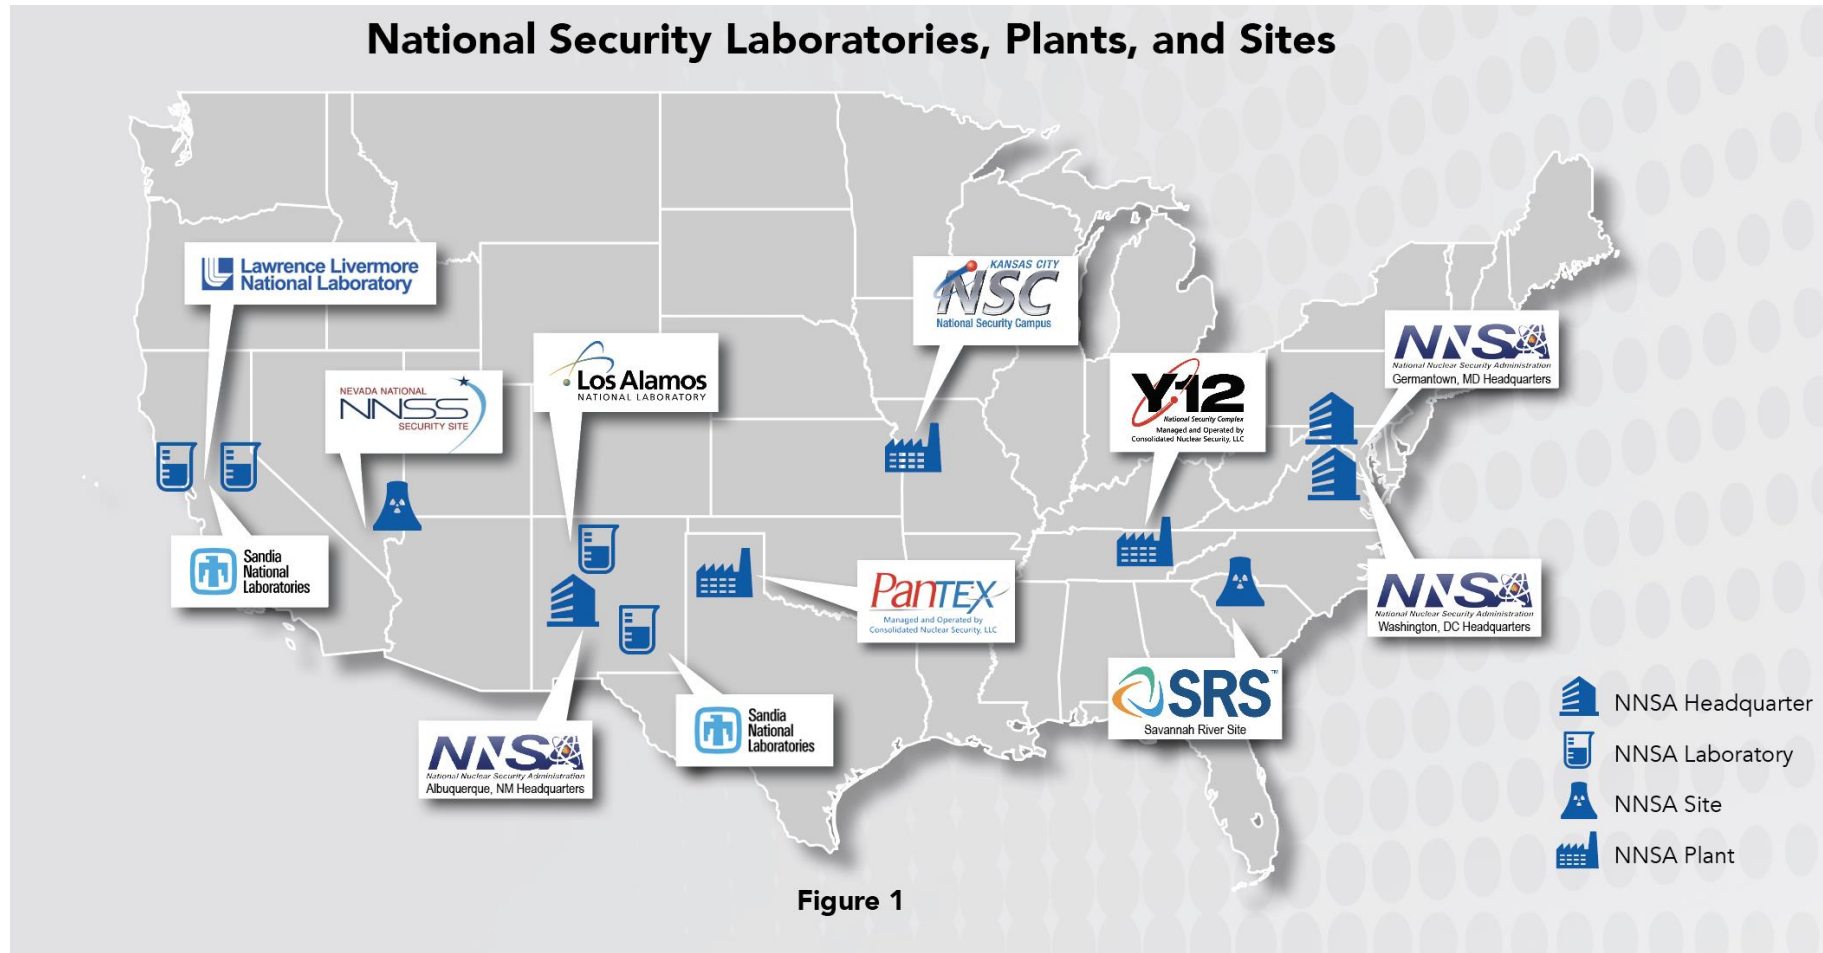 National Security Laboratories, Plants, and Sites
Lawrence Livermore
National Laboratory
KANSAS CITY
NSC
National Security Campus
NNSA
National Nuclear Security Administration
Germantown, MD Headquarters
Los Alamos
NATIONAL LABORATORY
NEVADA NATIONAL
NNSS
SECURITY SITE
Y-12
National Security Complex
Managed and Operated by
Consolidated Nuclear Security, LLC
Sandia
National
Laboratories
PANTEX
Managed and Operated by
Consolidated Nuclear Security, LLC
NNSA
National Nuclear Security Administration
Washington, DC Headquarters
SRS™
Savannah River Site
Sandia
National
Laboratories
NNSA
National Nuclear Security Administration
Albuquerque, NM Headquarters
NNSA Headquarter
NNSA Laboratory
NNSA Site
NNSA Plant
Figure 1